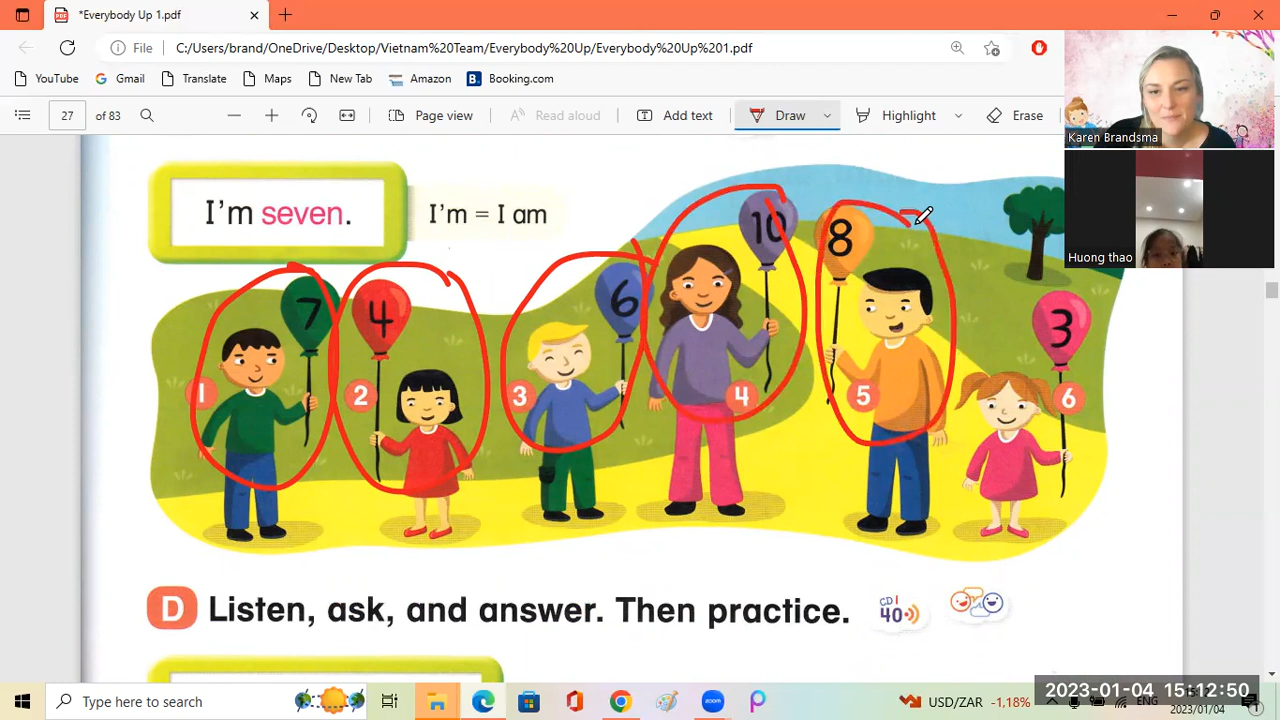 *Everybody Up 1.pdf
File C:/Users/brand/OneDrive/Desktop/Vietnam%20Team/Everybody%20Up/Everybody%20Up%201.pdf
YouTube Gmail Translate Maps New Tab Amazon Booking.com
27 of 83 Page view Read aloud Add text Draw Highlight Erase
Karen Brandsma
Huong thao
I'm seven. I'm = I am
7 4 6 10 8 3
1 2 3 4 5 6
D Listen, ask, and answer. Then practice. CD 1 40
Type here to search USD/ZAR -1,18% ENG
2023-01-04 15:12:50
2023/01/04